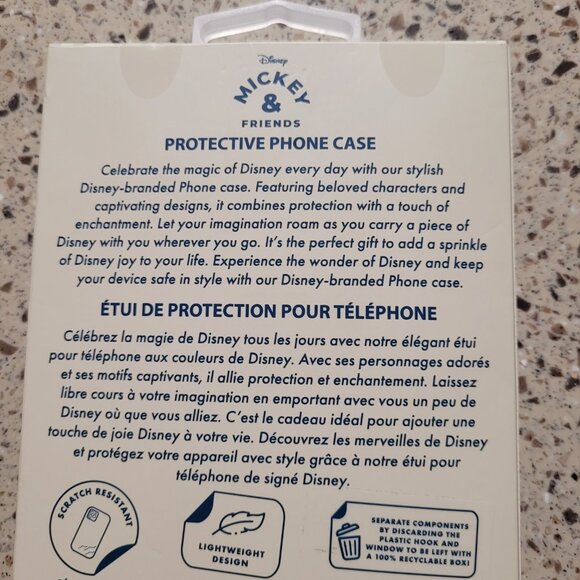 Disney
MICKEY
&
FRIENDS
PROTECTIVE PHONE CASE
Celebrate the magic of Disney every day with our stylish
Disney-branded Phone case. Featuring beloved characters and
captivating designs, it combines protection with a touch of
enchantment. Let your imagination roam as you carry a piece of
Disney with you wherever you go. It's the perfect gift to add a sprinkle
of Disney joy to your life. Experience the wonder of Disney and keep
your device safe in style with our Disney-branded Phone case.
ÉTUI DE PROTECTION POUR TÉLÉPHONE
Célébrez la magie de Disney tous les jours avec notre élégant étui
pour téléphone aux couleurs de Disney. Avec ses personnages adorés
et ses motifs captivants, il allie protection et enchantement. Laissez
libre cours à votre imagination en emportant avec vous un peu de
Disney où que vous alliez. C'est le cadeau idéal pour ajouter une
touche de joie Disney à votre vie. Découvrez les merveilles de Disney
et protégez votre appareil avec style grâce à notre étui pour
téléphone de signé Disney.
SCRATCH RESISTANT
LIGHTWEIGHT
DESIGN
SEPARATE COMPONENTS
BY DISCARDING THE
PLASTIC HOOK AND
WINDOW TO BE LEFT WITH
A 100% RECYCLABLE BOX!